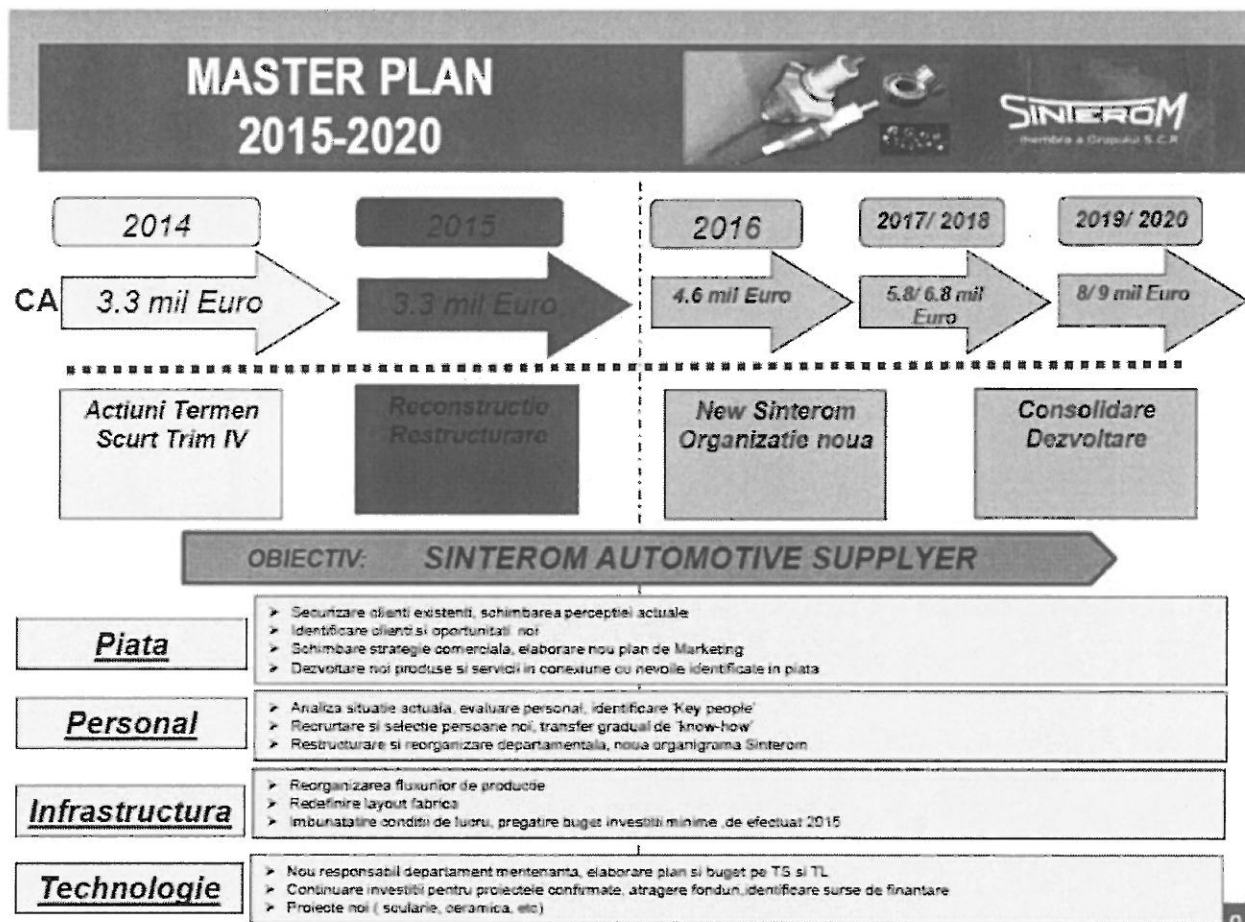 MASTER PLAN
2015-2020
SINTEROM
membra a Grupului S.C.R
2014
2015
2016
2017/ 2018
2019/ 2020
CA
3.3 mil Euro
3.3 mil Euro
4.6 mil Euro
5.8/ 6.8 mil
Euro
8/ 9 mil Euro
Actiuni Termen
Scurt Trim IV
Reconstructie
Restructurare
New Sinterom
Organizatie noua
Consolidare
Dezvoltare
OBIECTIV: SINTEROM AUTOMOTIVE SUPPLYER
Piata
➢ Securizare clienti existenti, schimbarea perceptiei actuale
➢ Identificare clienti si oportunitati noi
➢ Schimbare strategie comerciala, elaborare nou plan de Marketing
➢ Dezvoltare noi produse si servicii in conexiune cu nevoile identificate in piata
Personal
➢ Analiza situatie actuala, evaluare personal, identificare 'Key people'
➢ Recrurtare si selectie persoane noi, transfer gradual de 'know-how'
➢ Restructurare si reorganizare departamentala, noua organigrama Sinterom
Infrastructura
➢ Reorganizarea fluxurilor de productie
➢ Redefinire layout fabrica
➢ Imbunatatire conditii de lucru, pregatire buget investitii minime ,de efectuat 2015
Technologie
➢ Nou responsabil departament mentenanta, elaborare plan si buget pe TS si TL
➢ Continuare investitii pentru proiectele confirmate, atragere fonduri, identificare surse de finantare
➢ Proiecte noi ( scularie, ceramica, etc)